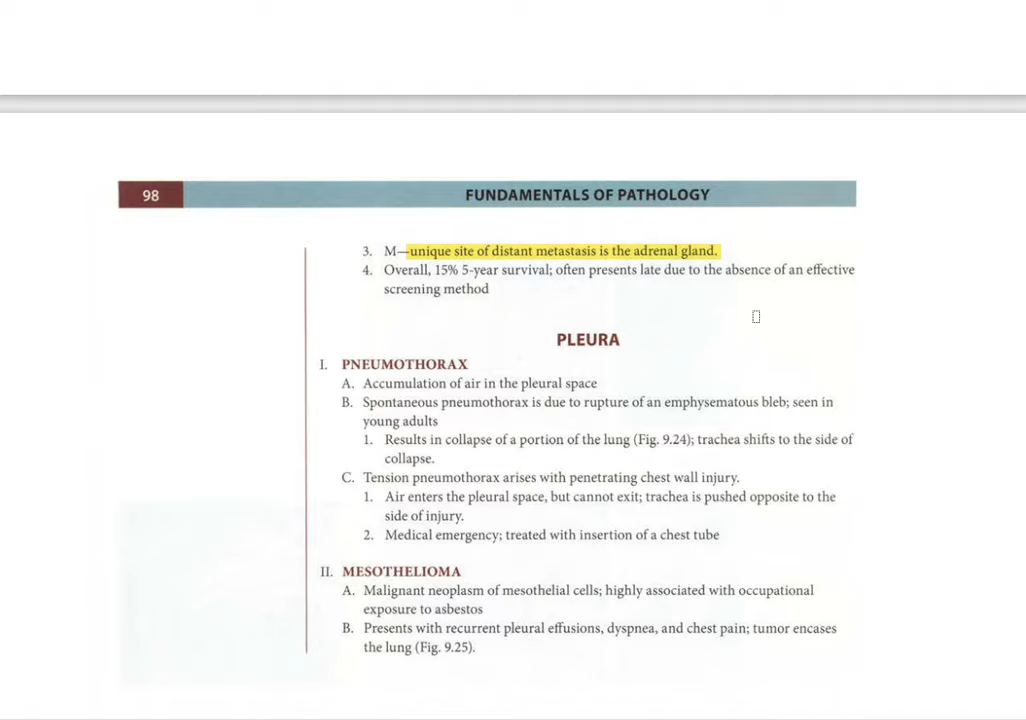 98
FUNDAMENTALS OF PATHOLOGY
3. M—unique site of distant metastasis is the adrenal gland.
4. Overall, 15% 5-year survival; often presents late due to the absence of an effective
screening method
PLEURA
I. PNEUMOTHORAX
A. Accumulation of air in the pleural space
B. Spontaneous pneumothorax is due to rupture of an emphysematous bleb; seen in
young adults
1. Results in collapse of a portion of the lung (Fig. 9.24); trachea shifts to the side of
collapse.
C. Tension pneumothorax arises with penetrating chest wall injury.
1. Air enters the pleural space, but cannot exit; trachea is pushed opposite to the
side of injury.
2. Medical emergency; treated with insertion of a chest tube
II. MESOTHELIOMA
A. Malignant neoplasm of mesothelial cells; highly associated with occupational
exposure to asbestos
B. Presents with recurrent pleural effusions, dyspnea, and chest pain; tumor encases
the lung (Fig. 9.25).